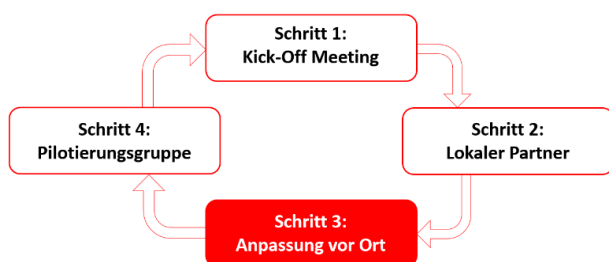 Schritt 1:
Kick-Off Meeting
Schritt 2:
Lokaler Partner
Schritt 3:
Anpassung vor Ort
Schritt 4:
Pilotierungsgruppe